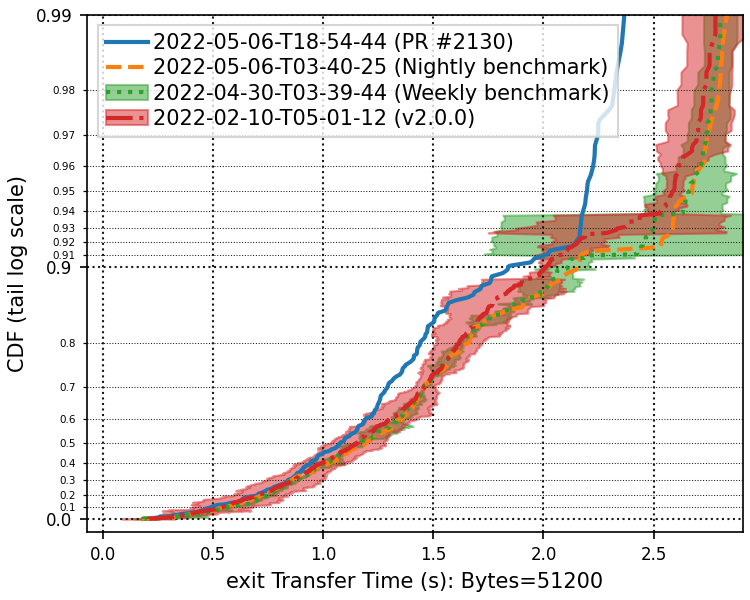 0.99
2022-05-06-T18-54-44 (PR #2130)
2022-05-06-T03-40-25 (Nightly benchmark)
2022-04-30-T03-39-44 (Weekly benchmark)
2022-02-10-T05-01-12 (v2.0.0)
0.98
0.97
0.96
0.95
0.94
0.93
0.92
0.91
0.9
0.8
0.7
0.6
0.5
0.4
0.3
0.2
0.1
0.0
CDF (tail log scale)
0.0 0.5 1.0 1.5 2.0 2.5
exit Transfer Time (s): Bytes=51200